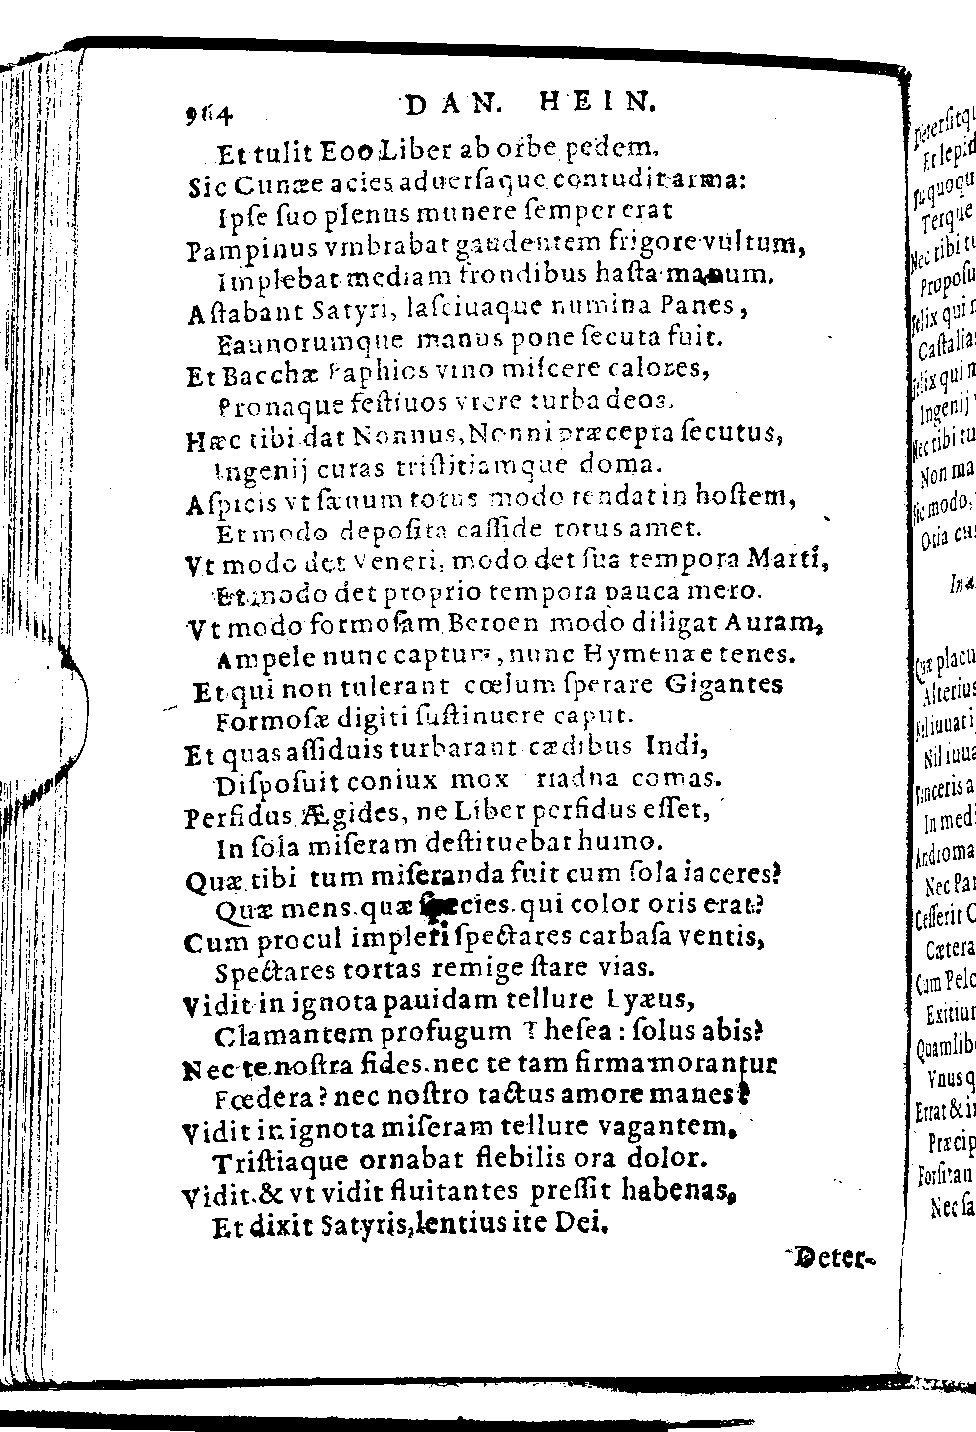 964 DAN. HEIN.
Et tulit Eoo Liber ab orbe pedem.
Sic Cunææ acies aduerſaque contudit arma:
Ipſe ſuo plenus munere ſemper erat
Pampinus vmbrabat gaudentem frigore vultum,
Implebat mediam frondibus haſta manum.
Aſtabant Satyri, laſciuaque numina Panes,
Faunorumque manus pone ſecuta fuit.
Et Bacchæ Paphios vino miſcere calores,
Pronaque feſtiuos vrere turba deos.
Hæc tibi dat Nonnus, Nonni præcepta ſecutus,
Ingenij curas triſtitiamque doma.
Aſpicis vt ſæuum totus modo tendat in hoſtem,
Et modo depoſita caſſide totus amet.
Vt modo det Veneri, modo det ſua tempora Marti,
Et modo det proprio tempora pauca mero.
Vt modo formoſam Beroen modo diligat Auram,
Ampele nunc captum, nunc Hymenæe tenes.
Et qui non tulerant cœlum ſperare Gigantes
Formoſæ digiti ſuſtinuere caput.
Et quas aſſiduis turbarant cædibus Indi,
Diſpoſuit coniux mox riadna comas.
Perfidus Ægides, ne Liber perfidus eſſet,
In ſola miſeram deſtituebat humo.
Quæ tibi tum miſeranda fuit cum ſola iaceres?
Quæ mens. quæ ſpecies. qui color oris erat?
Cum procul impleri ſpectares carbaſa ventis,
Spectares tortas remige ſtare vias.
Vidit in ignota pauidam tellure Lyæus,
Clamantem profugum Theſea: ſolus abis?
Nec te noſtra fides. nec te tam firma morantur
Fœdera? nec noſtro tactus amore manes?
Vidit in ignota miſeram tellure vagantem.
Triſtiaque ornabat flebilis ora dolor.
Vidit. & vt vidit fluitantes preſſit habenas,
Et dixit Satyris, lentius ite Dei.
Deter-